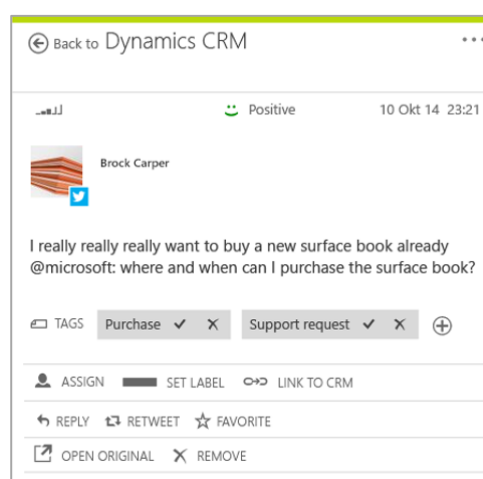 Back to Dynamics CRM
Positive 10 Okt 14 23:21
Brock Carper
I really really really want to buy a new surface book already
@microsoft: where and when can I purchase the surface book?
TAGS Purchase Support request
ASSIGN SET LABEL LINK TO CRM
REPLY RETWEET FAVORITE
OPEN ORIGINAL REMOVE